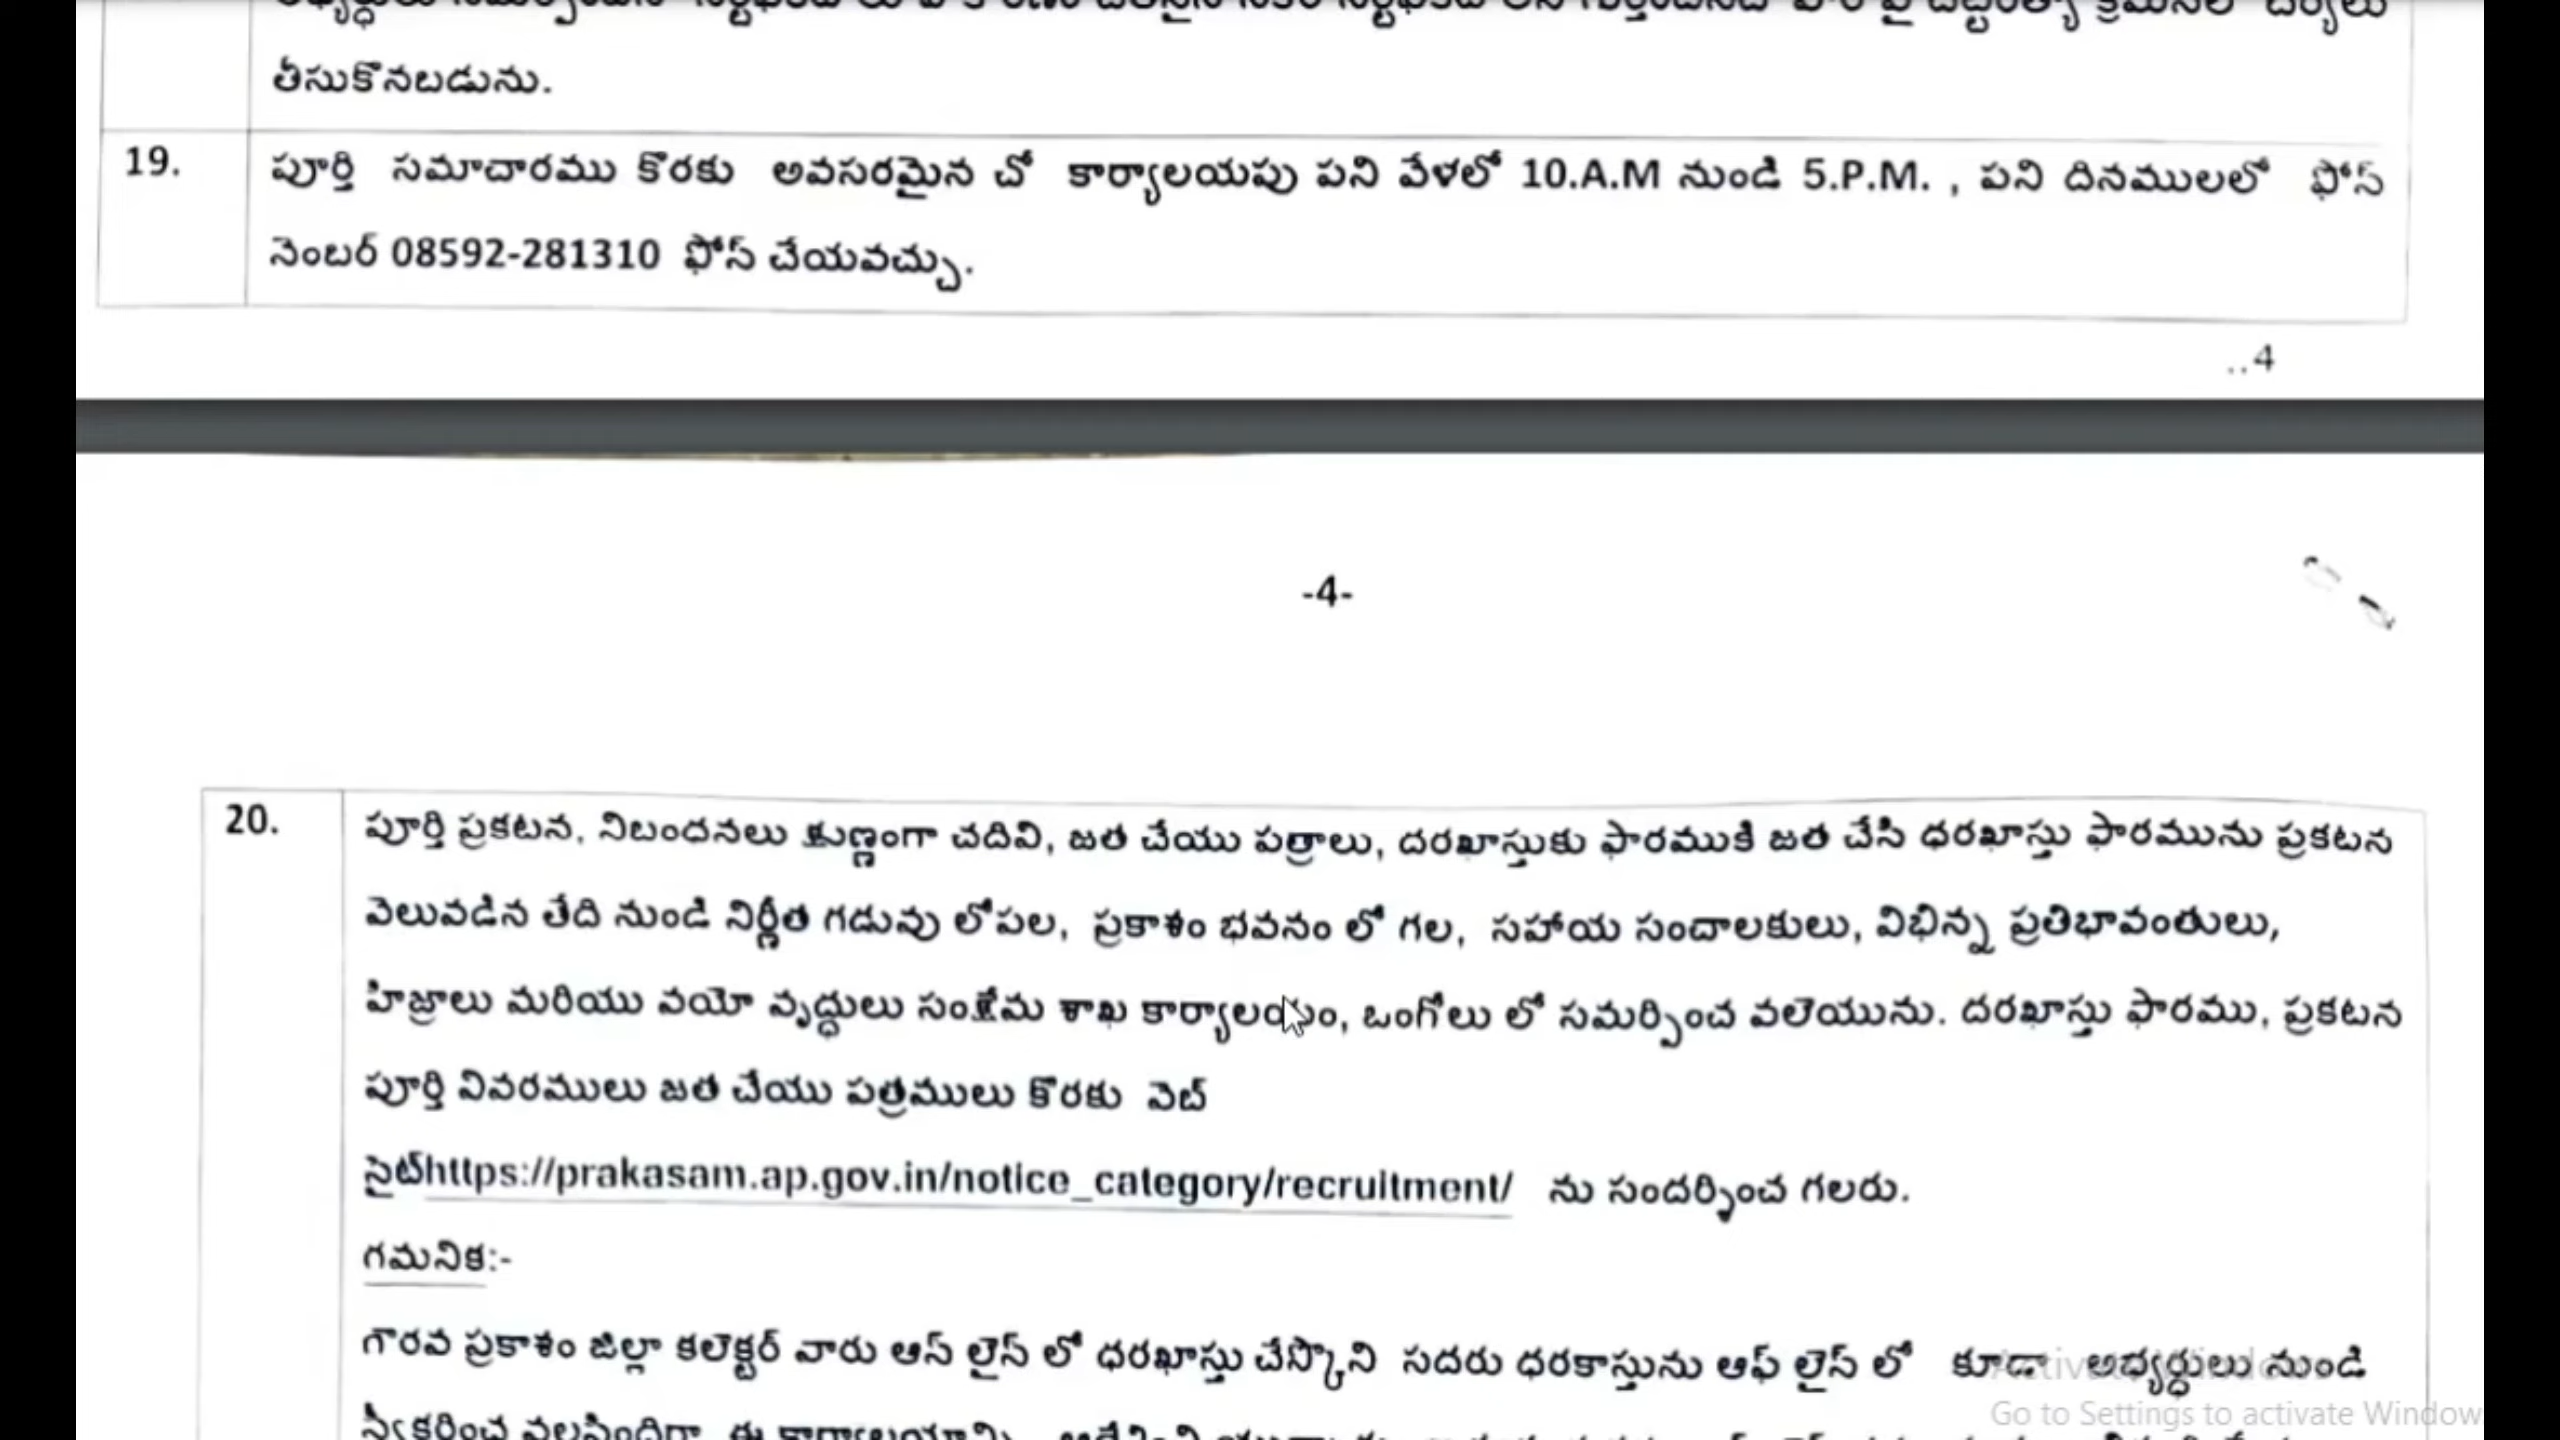 తీసుకొనబడును.
19. పూర్తి సమాచారము కొరకు అవసరమైన చో కార్యాలయపు పని వేళలో 10.A.M నుండి 5.P.M. , పని దినములలో ఫోన్
నెంబర్ 08592-281310 ఫోన్ చేయవచ్చు.
..4
-4-
20. పూర్తి ప్రకటన, నిబందనలు క్షుణ్ణంగా చదివి, జత చేయు పత్రాలు, దరఖాస్తుకు ఫారముకి జత చేసి ధరఖాస్తు ఫారమును ప్రకటన
వెలువడిన తేది నుండి నిర్ణీత గడువు లోపల, ప్రకాశం భవనం లో గల, సహాయ సంచాలకులు, విభిన్న ప్రతిభావంతులు,
హిజ్రాలు మరియు వయో వృద్ధులు సంక్షేమ శాఖ కార్యాలయం, ఒంగోలు లో సమర్పించ వలెయును. దరఖాస్తు ఫారము, ప్రకటన
పూర్తి వివరములు జత చేయు పత్రములు కొరకు వెబ్
సైట్https://prakasam.ap.gov.in/notice_category/recruitment/ ను సందర్శించ గలరు.
గమనిక:-
గౌరవ ప్రకాశం జిల్లా కలెక్టర్ వారు ఆన్ లైన్ లో ధరఖాస్తు చేస్కొని సదరు ధరకాస్తును ఆఫ్ లైన్ లో కూడా అభ్యర్ధులు నుండి
Activate Windows
Go to Settings to activate Window